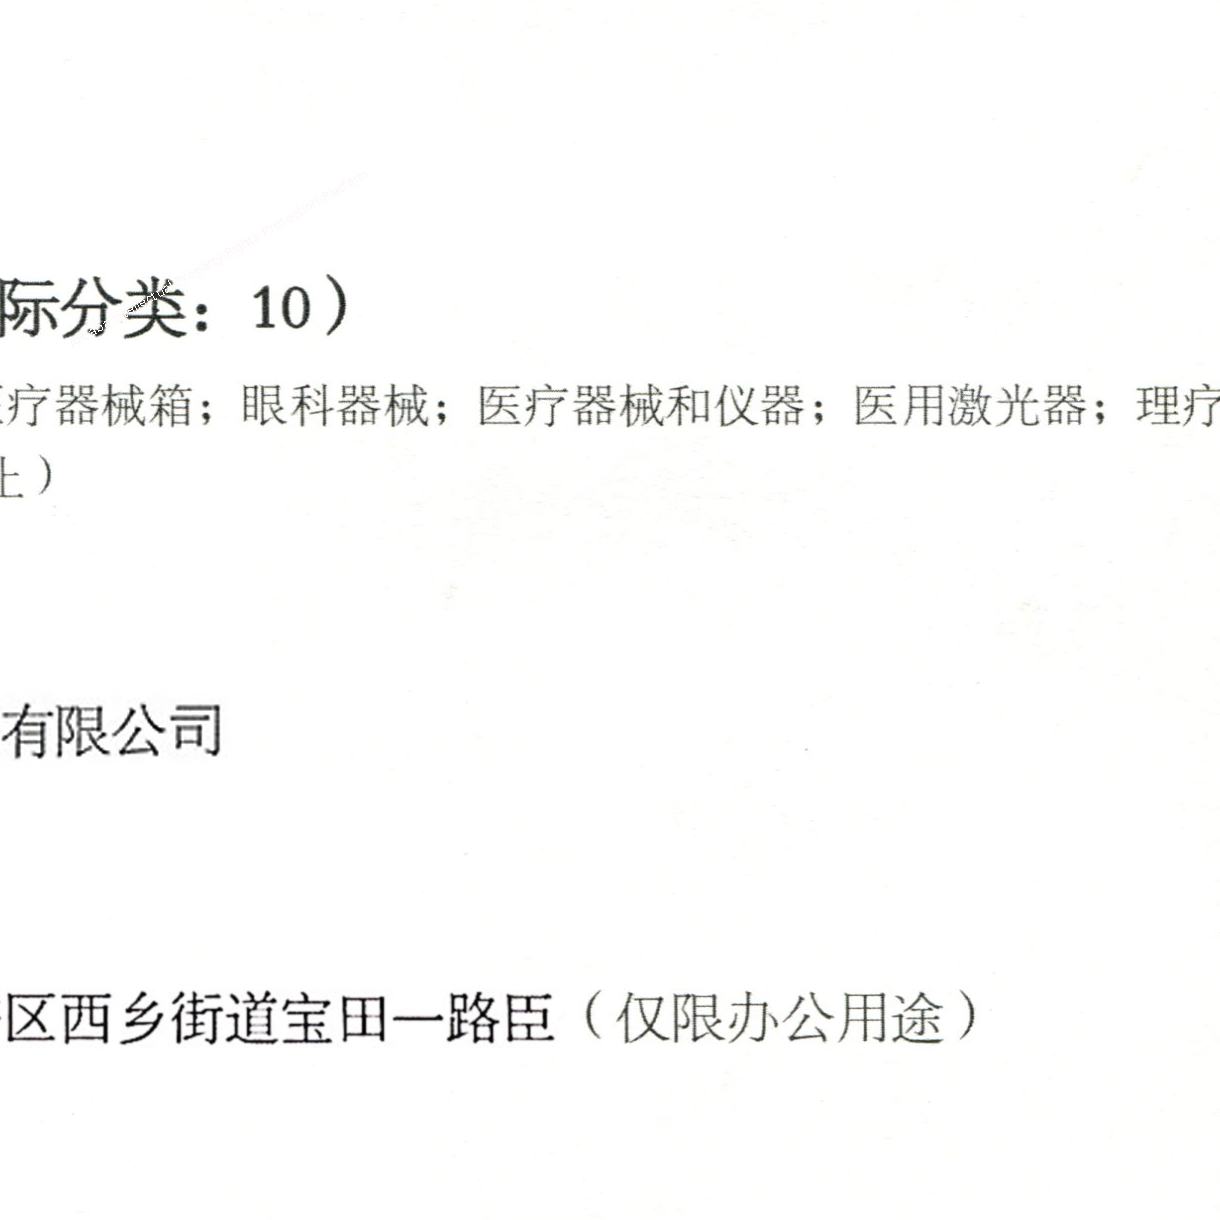 际分类：10）
疗器械箱；眼科器械；医疗器械和仪器；医用激光器；理疗
上）
有限公司
区西乡街道宝田一路臣（仅限办公用途）